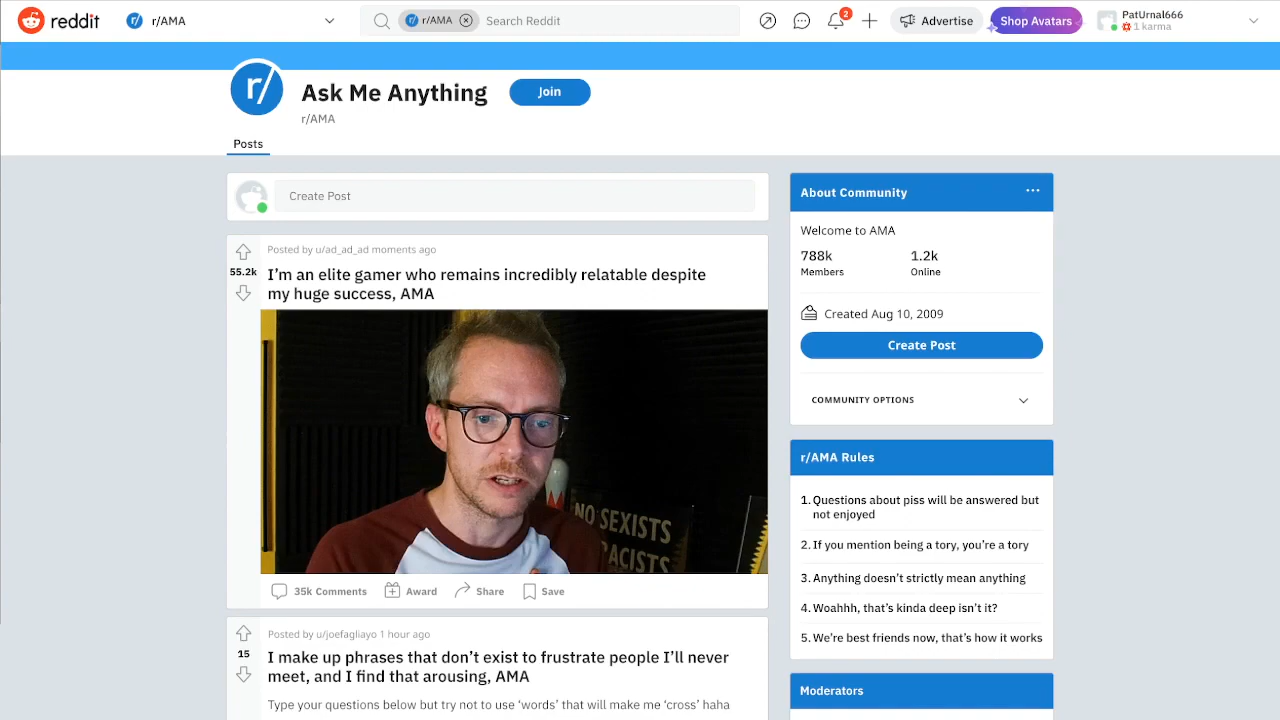 reddit
r/AMA
r/AMA
Search Reddit
2
Advertise
Shop Avatars
PatUrnal666
1 karma
r/
Ask Me Anything
Join
r/AMA
Posts
Create Post
Posted by u/ad_ad_ad moments ago
55.2k
I’m an elite gamer who remains incredibly relatable despite
my huge success, AMA
NO SEXISTS
RACISTS
35k Comments
Award
Share
Save
Posted by u/joefagliayo 1 hour ago
15
I make up phrases that don’t exist to frustrate people I’ll never
meet, and I find that arousing, AMA
Type your questions below but try not to use ‘words’ that will make me ‘cross’ haha
About Community
Welcome to AMA
788k
1.2k
Members
Online
Created Aug 10, 2009
Create Post
COMMUNITY OPTIONS
r/AMA Rules
1. Questions about piss will be answered but
not enjoyed
2. If you mention being a tory, you’re a tory
3. Anything doesn’t strictly mean anything
4. Woahhh, that’s kinda deep isn’t it?
5. We’re best friends now, that’s how it works
Moderators